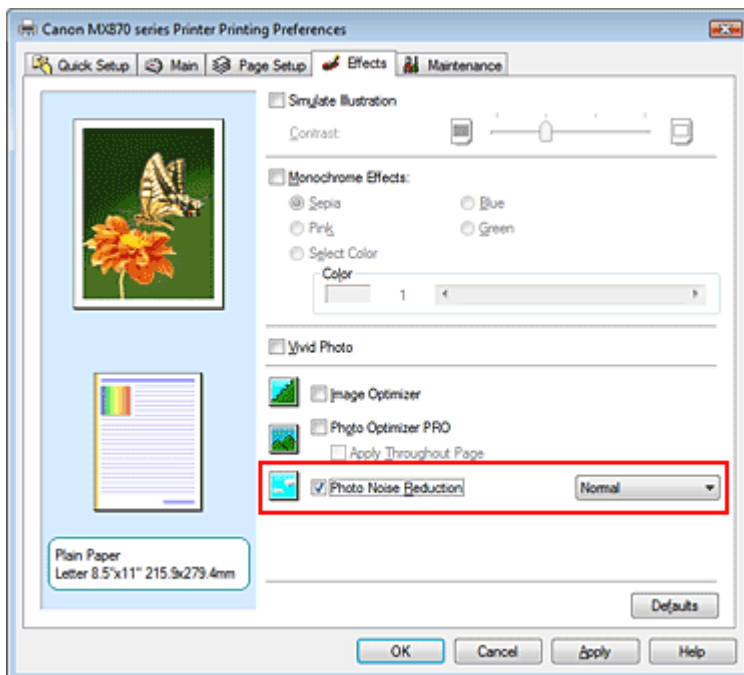 Canon MX870 series Printer Printing Preferences
Quick Setup Main Page Setup Effects Maintenance
Simulate Illustration
Contrast:
Monochrome Effects:
Sepia Blue
Pink Green
Select Color
Color
1
Vivid Photo
Image Optimizer
Photo Optimizer PRO
Apply Throughout Page
Photo Noise Reduction Normal
Plain Paper
Letter 8.5"x11" 215.9x279.4mm
Defaults
OK Cancel Apply Help